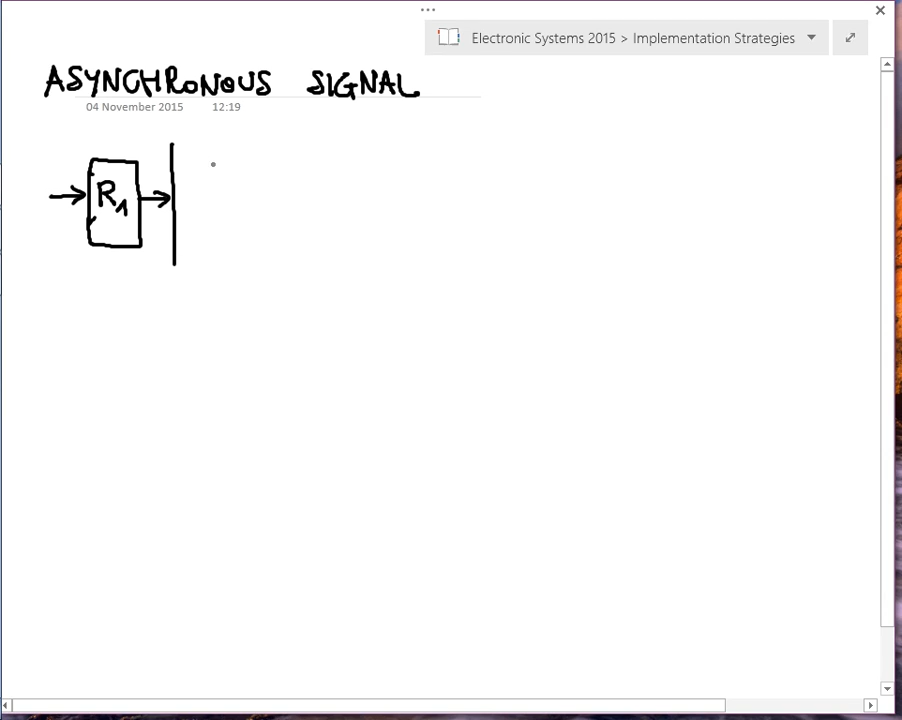 Electronic Systems 2015 > Implementation Strategies
ASYNCHRONOUS SIGNAL
04 November 2015 12:19
R1